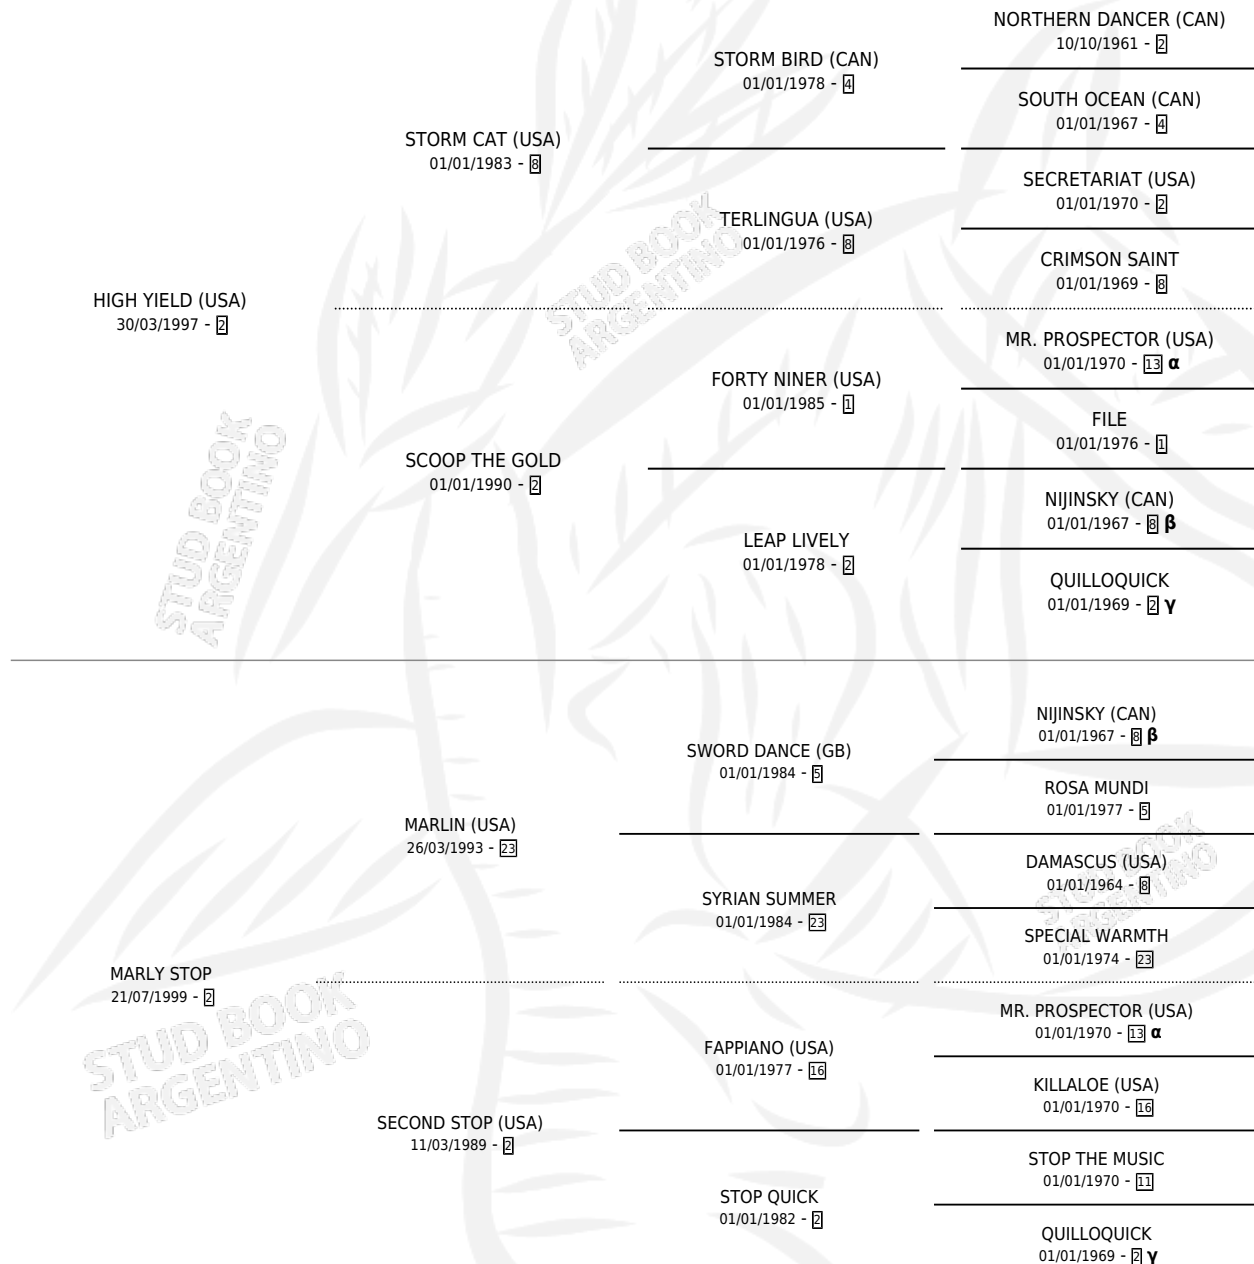 NORTHERN DANCER (CAN)
10/10/1961 - 2
STORM BIRD (CAN)
01/01/1978 - 4
SOUTH OCEAN (CAN)
01/01/1967 - 4
STORM CAT (USA)
01/01/1983 - 8
SECRETARIAT (USA)
01/01/1970 - 2
TERLINGUA (USA)
01/01/1976 - 8
CRIMSON SAINT
01/01/1969 - 8
HIGH YIELD (USA)
30/03/1997 - 2
MR. PROSPECTOR (USA)
01/01/1970 - 13 α
FORTY NINER (USA)
01/01/1985 - 1
FILE
01/01/1976 - 1
SCOOP THE GOLD
01/01/1990 - 2
NIJINSKY (CAN)
01/01/1967 - 8 β
LEAP LIVELY
01/01/1978 - 2
QUILLOQUICK
01/01/1969 - 2 γ
NIJINSKY (CAN)
01/01/1967 - 8 β
SWORD DANCE (GB)
01/01/1984 - 5
ROSA MUNDI
01/01/1977 - 5
MARLIN (USA)
26/03/1993 - 23
DAMASCUS (USA)
01/01/1964 - 8
SYRIAN SUMMER
01/01/1984 - 23
SPECIAL WARMTH
01/01/1974 - 23
MARLY STOP
21/07/1999 - 2
MR. PROSPECTOR (USA)
01/01/1970 - 13 α
FAPPIANO (USA)
01/01/1977 - 16
KILLALOE (USA)
01/01/1970 - 16
SECOND STOP (USA)
11/03/1989 - 2
STOP THE MUSIC
01/01/1970 - 11
STOP QUICK
01/01/1982 - 2
QUILLOQUICK
01/01/1969 - 2 γ
STUD BOOK
ARGENTINO
STUD BOOK
ARGENTINO
STUD BOOK
ARGENTINO
STUD BOOK
ARGENTINO